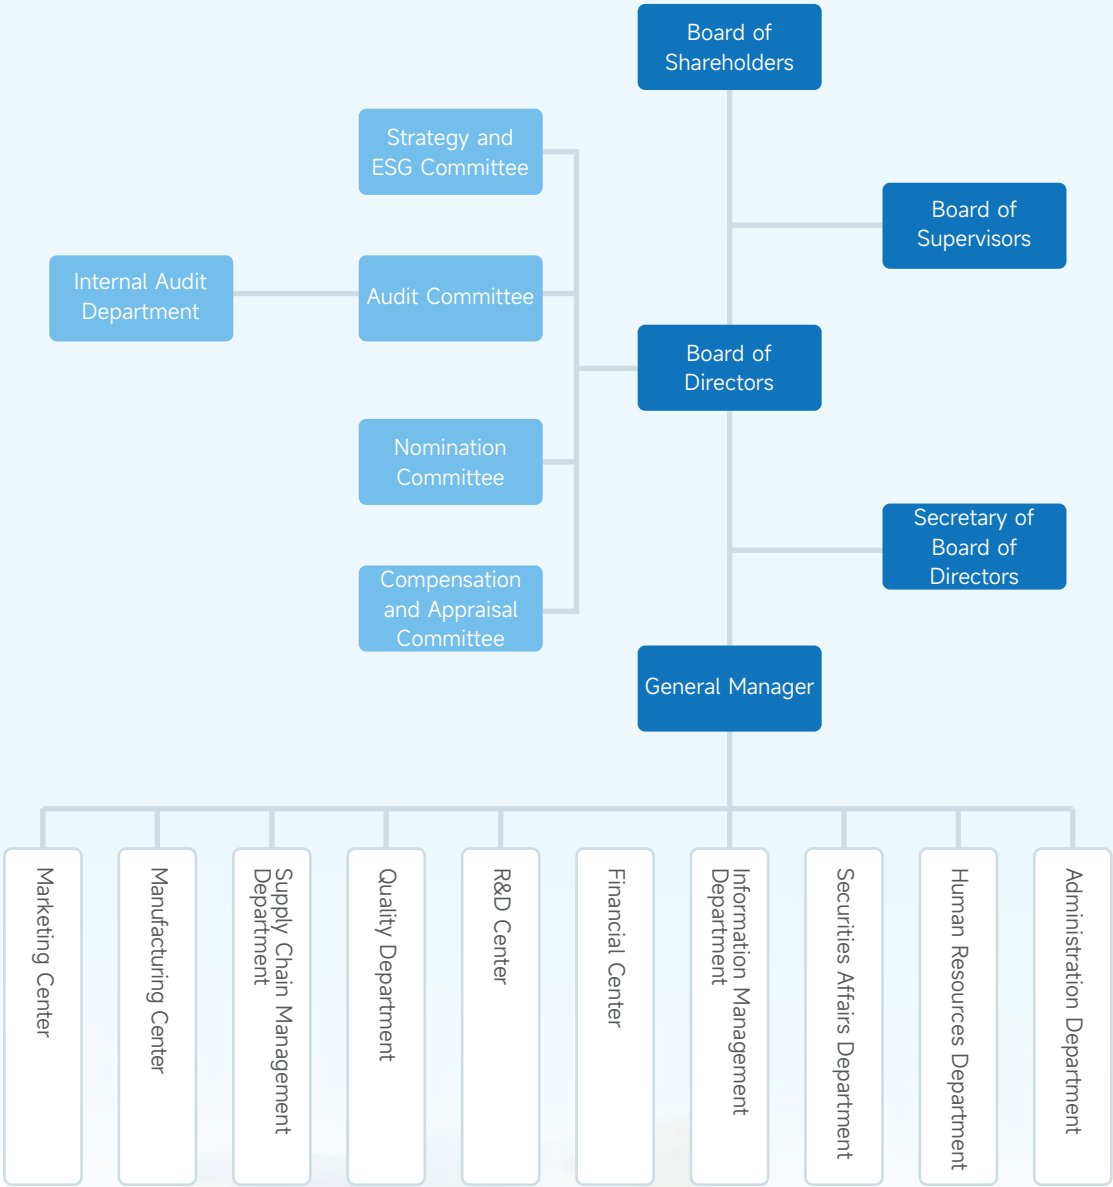 Board of
Shareholders
Strategy and
ESG Committee
Board of
Supervisors
Internal Audit
Department
Audit Committee
Board of
Directors
Nomination
Committee
Secretary of
Board of
Directors
Compensation
and Appraisal
Committee
General Manager
Marketing Center
Manufacturing Center
Supply Chain Management
Department
Quality Department
R&D Center
Financial Center
Information Management
Department
Securities Affairs Department
Human Resources Department
Administration Department